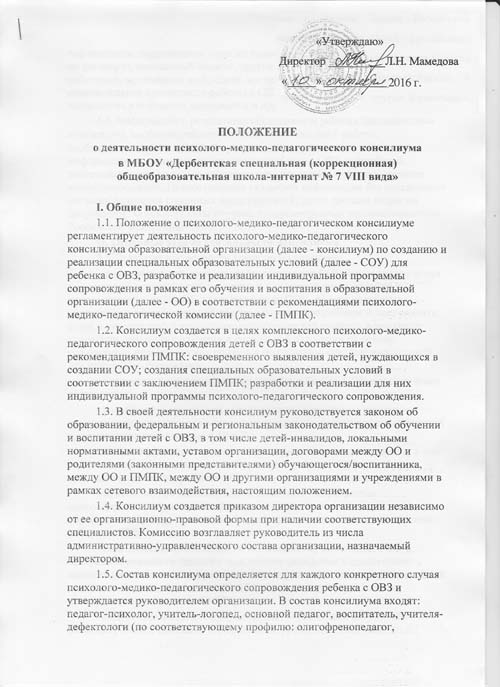 «Утверждаю»
Директор Л.Н. Мамедова
« 10 » октября 2016 г.
ПОЛОЖЕНИЕ
о деятельности психолого-медико-педагогического консилиума
в МБОУ «Дербентская специальная (коррекционная)
общеобразовательная школа-интернат № 7 VIII вида»
I. Общие положения
1.1. Положение о психолого-медико-педагогическом консилиуме
регламентирует деятельность психолого-медико-педагогического
консилиума образовательной организации (далее - консилиум) по созданию и
реализации специальных образовательных условий (далее - СОУ) для
ребенка с ОВЗ, разработке и реализации индивидуальной программы
сопровождения в рамках его обучения и воспитания в образовательной
организации (далее - ОО) в соответствии с рекомендациями психолого-
медико-педагогической комиссии (далее - ПМПК).
1.2. Консилиум создается в целях комплексного психолого-медико-
педагогического сопровождения детей с ОВЗ в соответствии с
рекомендациями ПМПК: своевременного выявления детей, нуждающихся в
создании СОУ; создания специальных образовательных условий в
соответствии с заключением ПМПК; разработки и реализации для них
индивидуальной программы психолого-педагогического сопровождения.
1.3. В своей деятельности консилиум руководствуется законом об
образовании, федеральным и региональным законодательством об обучении
и воспитании детей с ОВЗ, в том числе детей-инвалидов, локальными
нормативными актами, уставом организации, договорами между ОО и
родителями (законными представителями) обучающегося/воспитанника,
между ОО и ПМПК, между ОО и другими организациями и учреждениями в
рамках сетевого взаимодействия, настоящим положением.
1.4. Консилиум создается приказом директора организации независимо
от ее организационно-правовой формы при наличии соответствующих
специалистов. Комиссию возглавляет руководитель из числа
административно-управленческого состава организации, назначаемый
директором.
1.5. Состав консилиума определяется для каждого конкретного случая
психолого-медико-педагогического сопровождения ребенка с ОВЗ и
утверждается руководителем организации. В состав консилиума входят:
педагог-психолог, учитель-логопед, основной педагог, воспитатель, учителя-
дефектологи (по соответствующему профилю: олигофренопедагог,